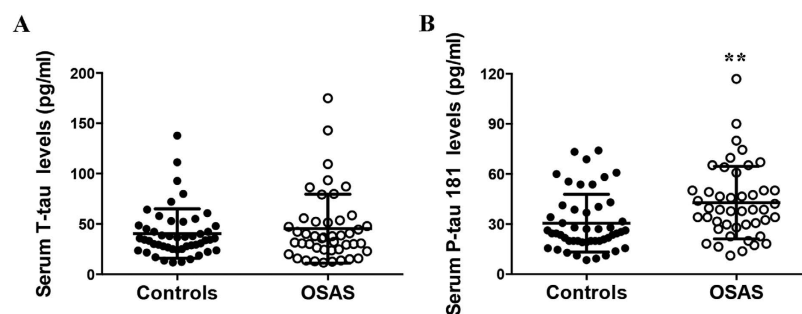 A
Serum T-tau levels (pg/ml)
200
150
100
50
0
Controls
OSAS
B
Serum P-tau 181 levels (pg/ml)
120
90
60
30
0
**
Controls
OSAS